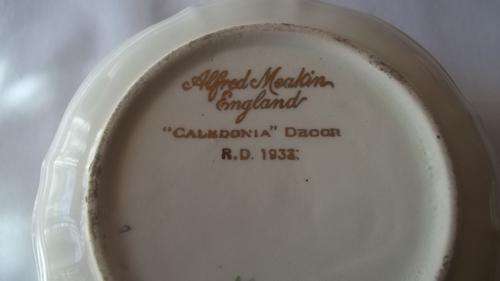 Alfred Meakin
England
"CALEDONIA" DECOR
R.D. 1933.